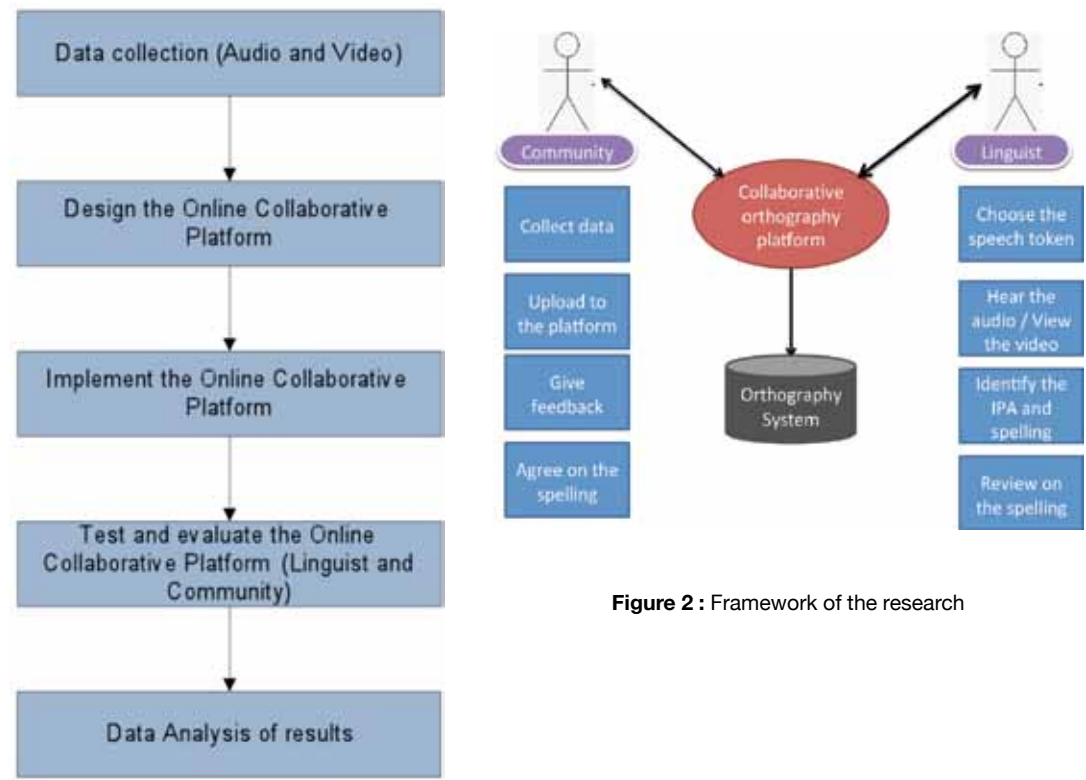 Data collection (Audio and Video)
Design the Online Collaborative
Platform
Implement the Online Collaborative
Platform
Test and evaluate the Online
Collaborative Platform (Linguist and
Community)
Data Analysis of results
Community
Collect data
Upload to
the platform
Give
feedback
Agree on the
spelling
Collaborative
orthography
platform
Orthography
System
Linguist
Choose the
speech token
Hear the
audio / View
the video
Identify the
IPA and
spelling
Review on
the spelling
Figure 2 : Framework of the research